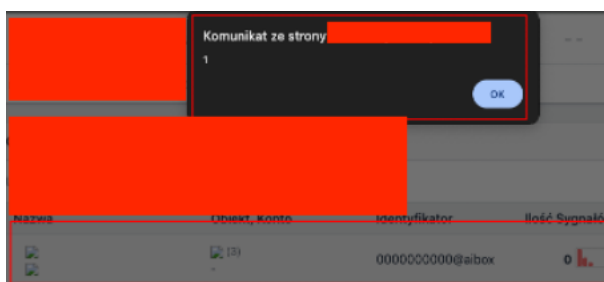 Komunikat ze strony
1
OK
Nazwa Obiekt, Konto Identyfikator Ilość Sygnałó
(3)
0000000000@aibox 0
-